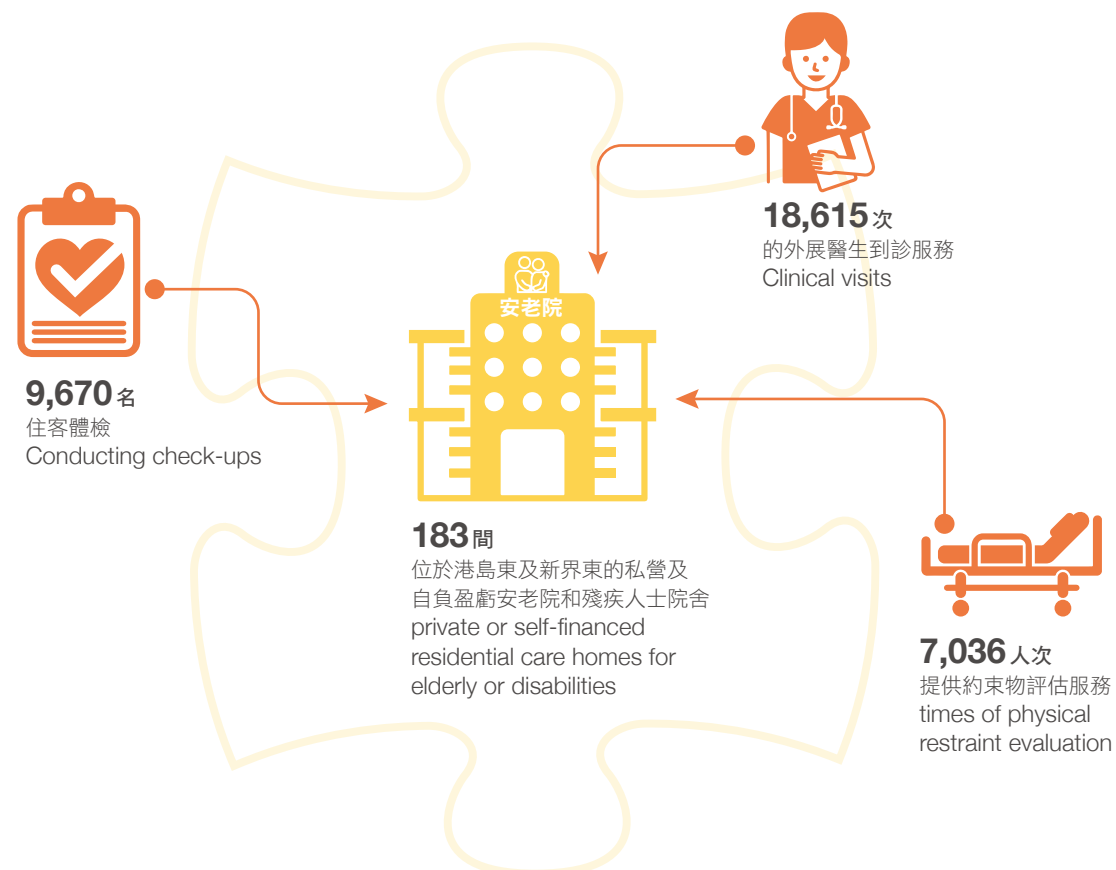 18,615次
的外展醫生到診服務
Clinical visits
安老院
9,670名
住客體檢
Conducting check-ups
183間
位於港島東及新界東的私營及
自負盈虧安老院和殘疾人士院舍
private or self-financed
residential care homes for
elderly or disabilities
7,036人次
提供約束物評估服務
times of physical
restraint evaluation